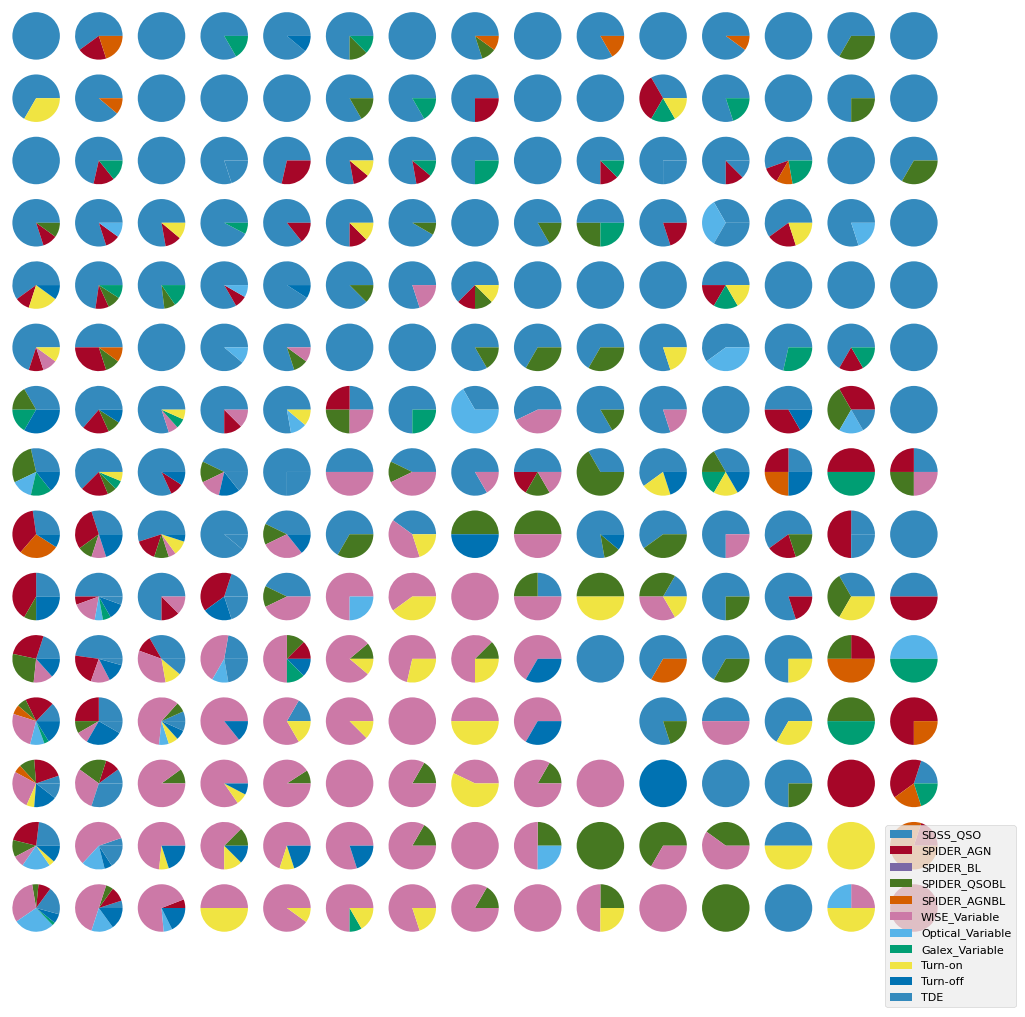 SDSS_QSO
SPIDER_AGN
SPIDER_BL
SPIDER_QSOBL
SPIDER_AGNBL
WISE_Variable
Optical_Variable
Galex_Variable
Turn-on
Turn-off
TDE